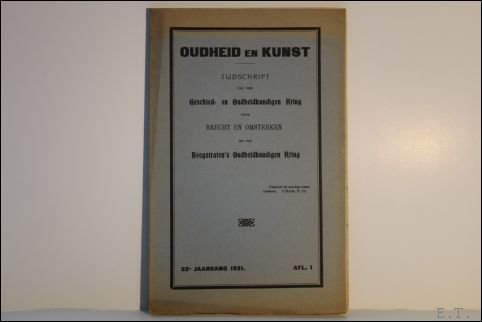 OUDHEID EN KUNST
TIJDSCHRIFT
VAN DEN
Geschied- en Oudheidkundigen Kring
VOOR
BRECHT EN OMSTREKEN
EN VAN
Hoogstraten's Oudheidkundigen Kring
22e JAARGANG 1931.
AFL. 1
E.T.